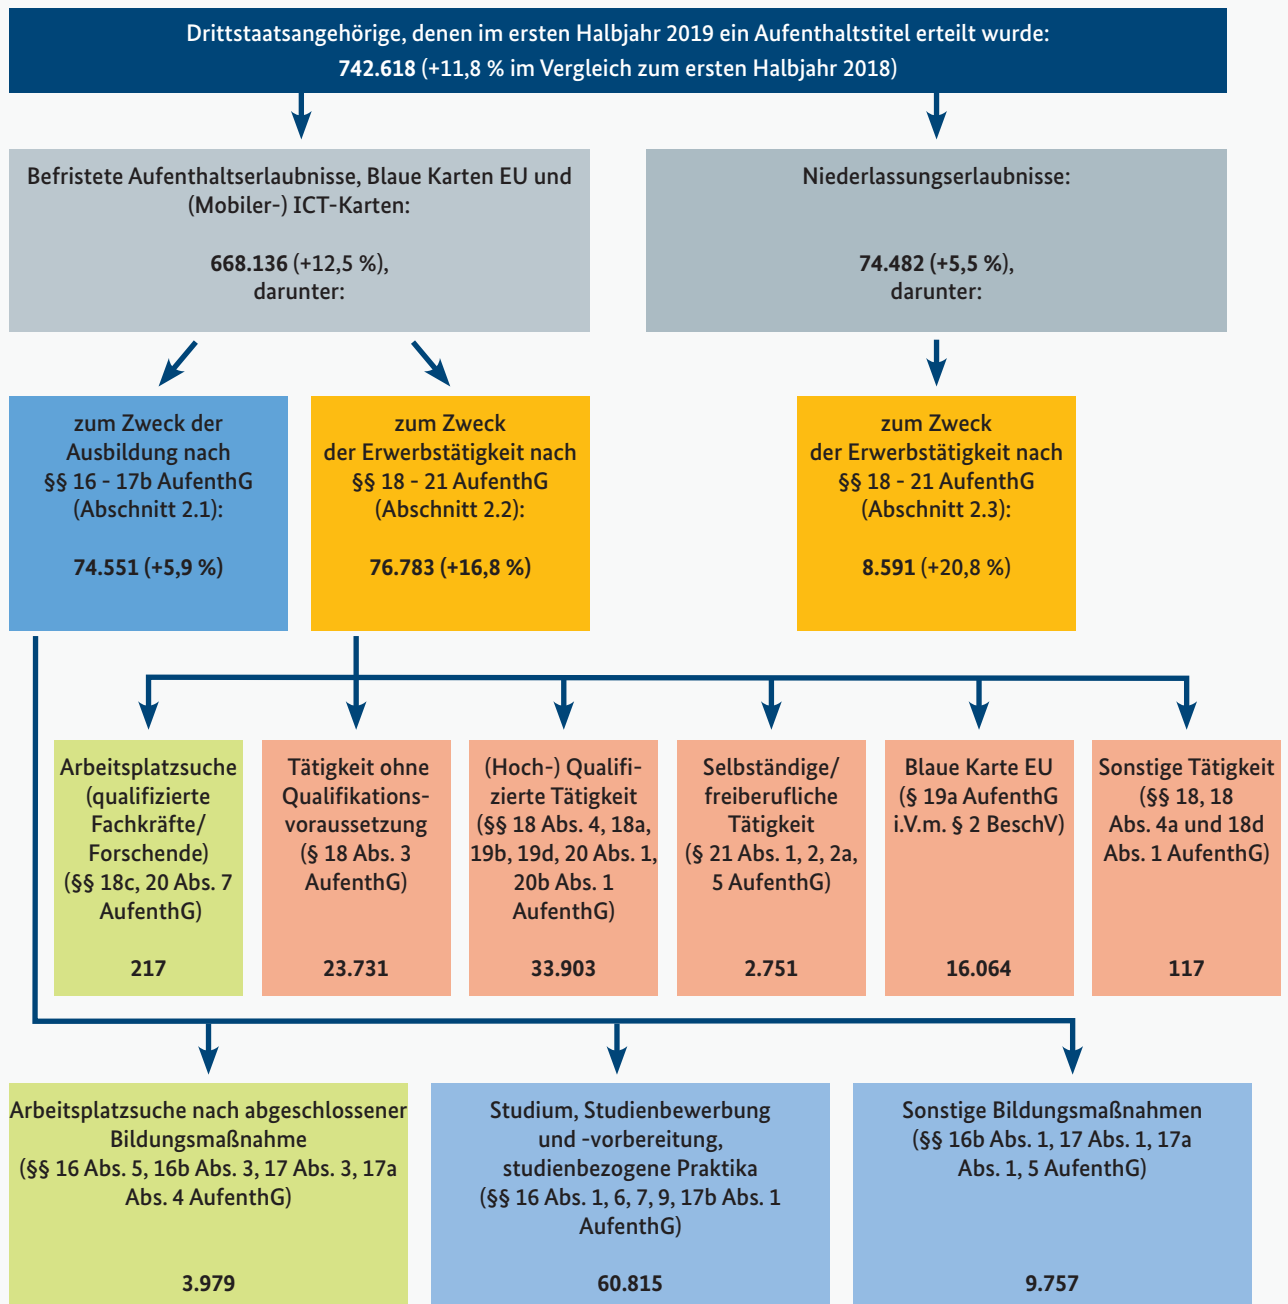 Drittstaatsangehörige, denen im ersten Halbjahr 2019 ein Aufenthaltstitel erteilt wurde:
742.618 (+11,8 % im Vergleich zum ersten Halbjahr 2018)
Befristete Aufenthaltserlaubnisse, Blaue Karten EU und
(Mobiler-) ICT-Karten:
668.136 (+12,5 %),
darunter:
Niederlassungserlaubnisse:
74.482 (+5,5 %),
darunter:
zum Zweck der
Ausbildung nach
§§ 16 - 17b AufenthG
(Abschnitt 2.1):
74.551 (+5,9 %)
zum Zweck
der Erwerbstätigkeit nach
§§ 18 - 21 AufenthG
(Abschnitt 2.2):
76.783 (+16,8 %)
zum Zweck
der Erwerbstätigkeit nach
§§ 18 - 21 AufenthG
(Abschnitt 2.3):
8.591 (+20,8 %)
Arbeitsplatzsuche
(qualifizierte
Fachkräfte/
Forschende)
(§§ 18c, 20 Abs. 7
AufenthG)
217
Tätigkeit ohne
Qualifikations-
voraussetzung
(§ 18 Abs. 3
AufenthG)
23.731
(Hoch-) Qualifi-
zierte Tätigkeit
(§§ 18 Abs. 4, 18a,
19b, 19d, 20 Abs. 1,
20b Abs. 1
AufenthG)
33.903
Selbständige/
freiberufliche
Tätigkeit
(§ 21 Abs. 1, 2, 2a,
5 AufenthG)
2.751
Blaue Karte EU
(§ 19a AufenthG
i.V.m. § 2 BeschV)
16.064
Sonstige Tätigkeit
(§§ 18, 18
Abs. 4a und 18d
Abs. 1 AufenthG)
117
Arbeitsplatzsuche nach abgeschlossener
Bildungsmaßnahme
(§§ 16 Abs. 5, 16b Abs. 3, 17 Abs. 3, 17a
Abs. 4 AufenthG)
3.979
Studium, Studienbewerbung
und -vorbereitung,
studienbezogene Praktika
(§§ 16 Abs. 1, 6, 7, 9, 17b Abs. 1
AufenthG)
60.815
Sonstige Bildungsmaßnahmen
(§§ 16b Abs. 1, 17 Abs. 1, 17a
Abs. 1, 5 AufenthG)
9.757